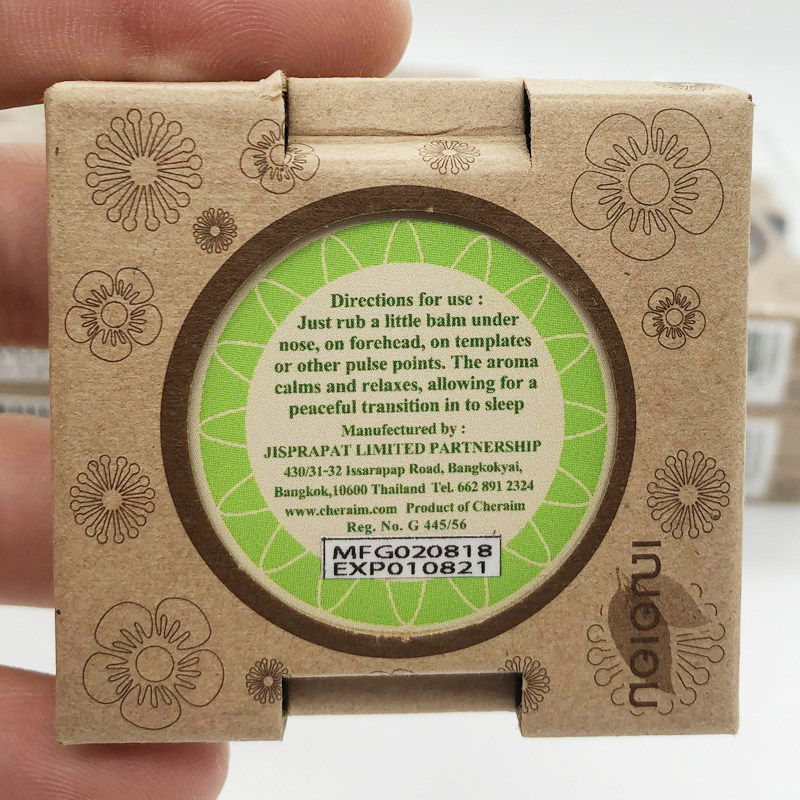 Directions for use :
Just rub a little balm under
nose, on forehead, on templates
or other pulse points. The aroma
calms and relaxes, allowing for a
peaceful transition in to sleep
Manufectured by :
JISPRAPAT LIMITED PARTNERSHIP
430/31-32 Issarapap Road, Bangkokyai,
Bangkok,10600 Thailand Tel. 662 891 2324
www.cheraim.com Product of Cheraim
Reg. No. G 445/56
MFG020818
EXP010821